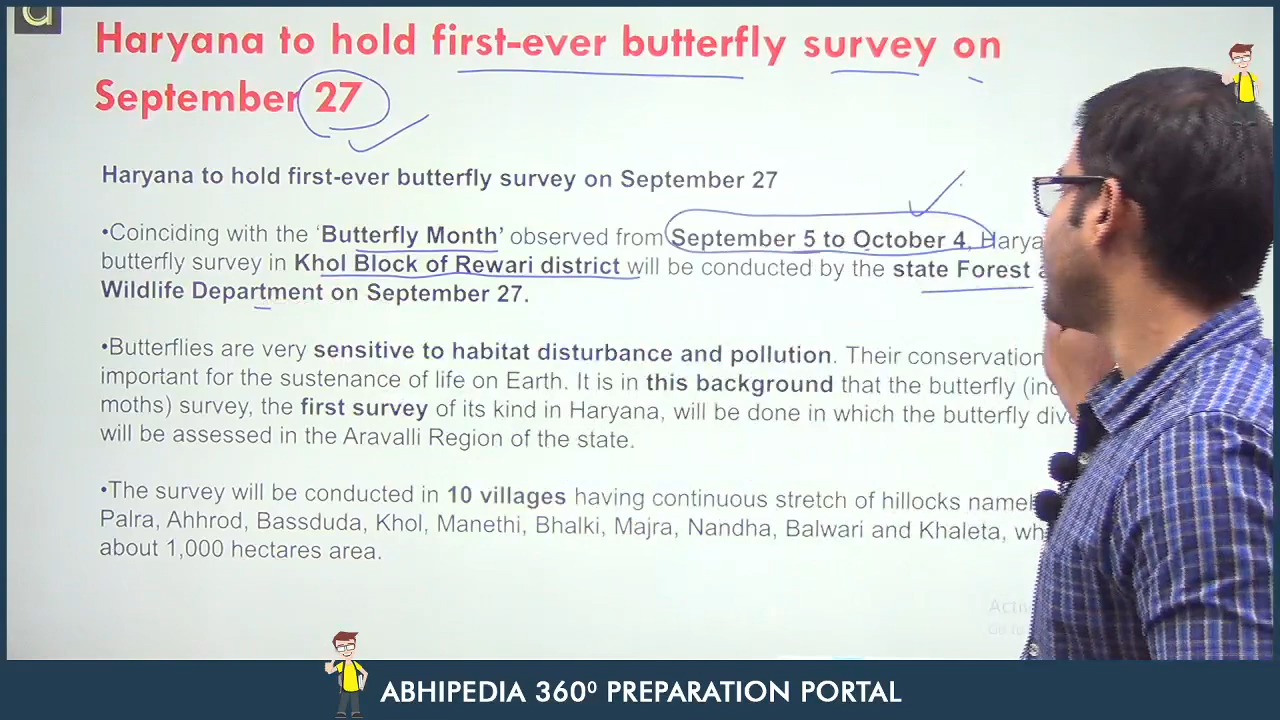 a
Haryana to hold first-ever butterfly survey on
September 27
Haryana to hold first-ever butterfly survey on September 27
•Coinciding with the 'Butterfly Month' observed from September 5 to October 4,
butterfly survey in Khol Block of Rewari district will be conducted by the state Forest
Wildlife Department on September 27.
•Butterflies are very sensitive to habitat disturbance and pollution. Their conservation
important for the sustenance of life on Earth. It is in this background that the butterfly
moths) survey, the first survey of its kind in Haryana, will be done in which the butterfly
will be assessed in the Aravalli Region of the state.
•The survey will be conducted in 10 villages having continuous stretch of hillocks
Palra, Ahhrod, Bassduda, Khol, Manethi, Bhalki, Majra, Nandha, Balwari and Khaleta,
about 1,000 hectares area.
ABHIPEDIA 360⁰ PREPARATION PORTAL